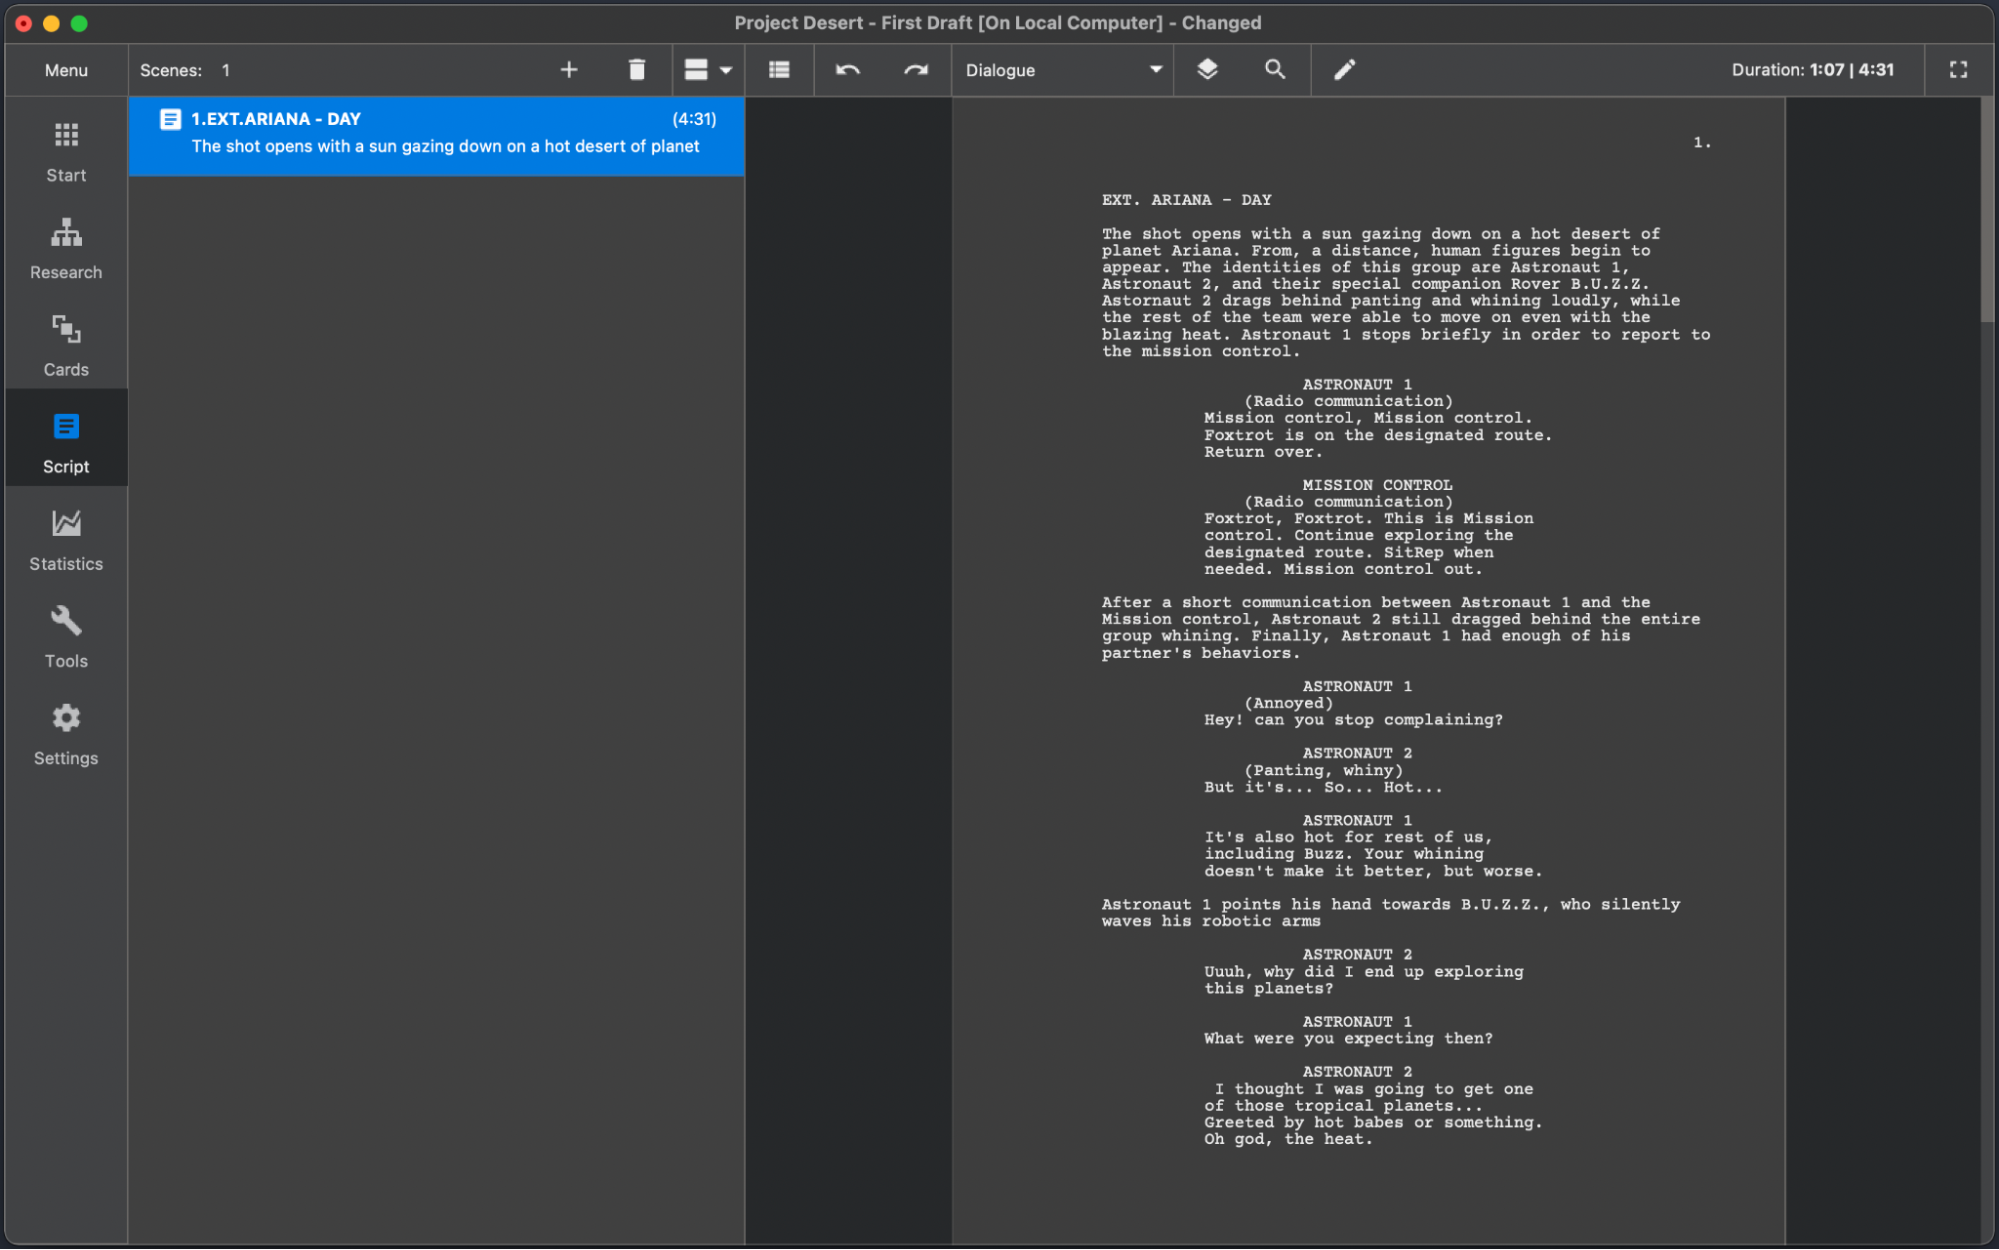 Project Desert - First Draft [On Local Computer] - Changed
Menu
Scenes: 1
Dialogue
Duration: 1:07 | 4:31
Start
Research
Cards
Script
Statistics
Tools
Settings
1.EXT.ARIANA - DAY (4:31)
The shot opens with a sun gazing down on a hot desert of planet
1.
EXT. ARIANA - DAY
The shot opens with a sun gazing down on a hot desert of
planet Ariana. From, a distance, human figures begin to
appear. The identities of this group are Astronaut 1,
Astronaut 2, and their special companion Rover B.U.Z.Z.
Astornaut 2 drags behind panting and whining loudly, while
the rest of the team were able to move on even with the
blazing heat. Astronaut 1 stops briefly in order to report to
the mission control.
ASTRONAUT 1
(Radio communication)
Mission control, Mission control.
Foxtrot is on the designated route.
Return over.
MISSION CONTROL
(Radio communication)
Foxtrot, Foxtrot. This is Mission
control. Continue exploring the
designated route. SitRep when
needed. Mission control out.
After a short communication between Astronaut 1 and the
Mission control, Astronaut 2 still dragged behind the entire
group whining. Finally, Astronaut 1 had enough of his
partner's behaviors.
ASTRONAUT 1
(Annoyed)
Hey! can you stop complaining?
ASTRONAUT 2
(Panting, whiny)
But it's... So... Hot...
ASTRONAUT 1
It's also hot for rest of us,
including Buzz. Your whining
doesn't make it better, but worse.
Astronaut 1 points his hand towards B.U.Z.Z., who silently
waves his robotic arms
ASTRONAUT 2
Uuuh, why did I end up exploring
this planets?
ASTRONAUT 1
What were you expecting then?
ASTRONAUT 2
I thought I was going to get one
of those tropical planets...
Greeted by hot babes or something.
Oh god, the heat.